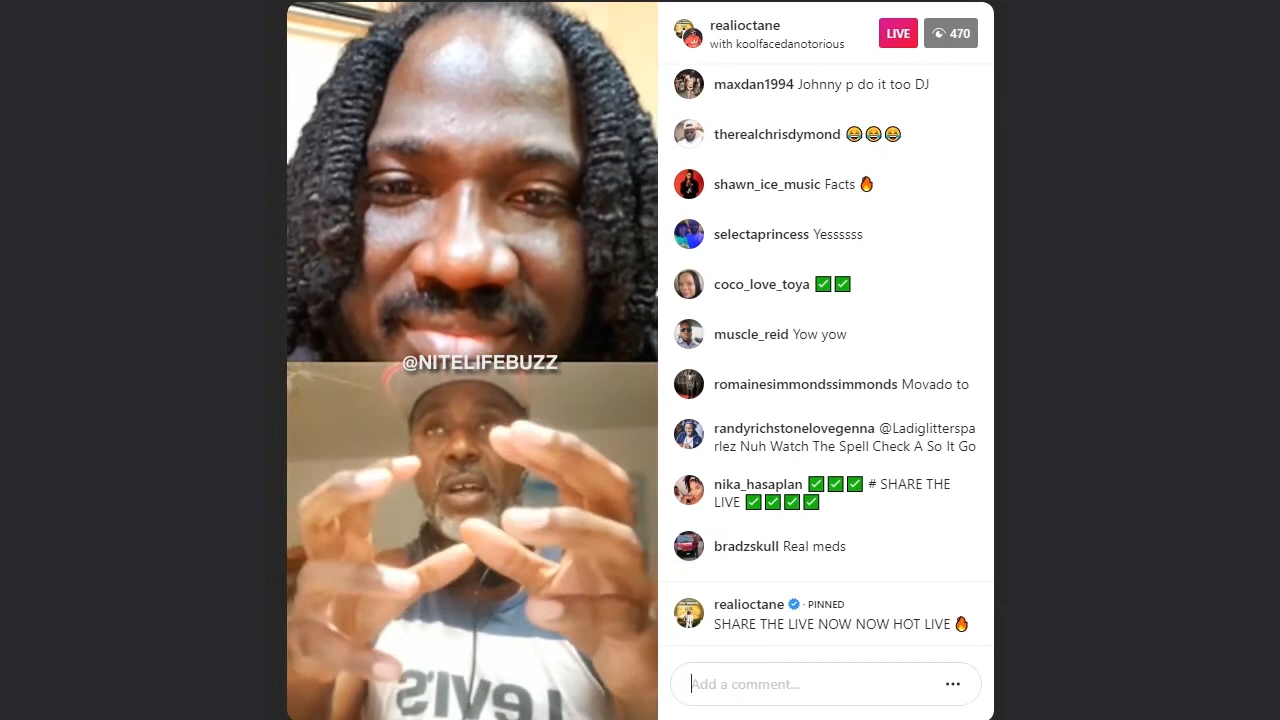 @NITELIFEBUZZ
Levi's
realioctane
with koolfacedanotorious
LIVE
470
maxdan1994 Johnny p do it too DJ
therealchrisdymond 😂😂😂
shawn_ice_music Facts 🔥
selectaprincess Yessssss
coco_love_toya ✅✅
muscle_reid Yow yow
romainesimmondssimmonds Movado to
randyrichstonelovegenna @Ladiglitterspa
rlez Nuh Watch The Spell Check A So It Go
nika_hasaplan ✅✅✅ # SHARE THE
LIVE ✅✅✅✅
bradzskull Real meds
realioctane · PINNED
SHARE THE LIVE NOW NOW HOT LIVE 🔥
Add a comment...